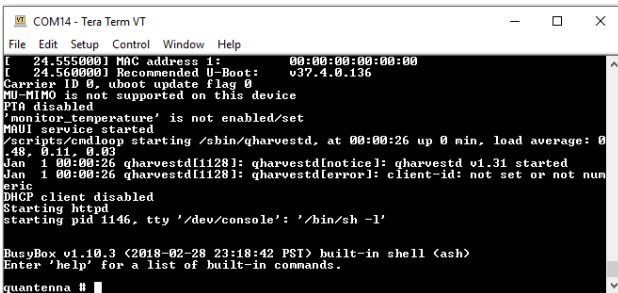 COM14 - Tera Term VT
File Edit Setup Control Window Help
[   24.555000] MAC address 1:          00:00:00:00:00:00
[   24.560000] Recommended U-Boot:     v37.4.0.136
Carrier ID 0, uboot update flag 0
MU-MIMO is not supported on this device
PTA disabled
'monitor_temperature' is not enabled/set
MAUI service started
/scripts/cmdloop starting /sbin/qharvestd, at 00:00:26 up 0 min, load average: 0
.48, 0.11, 0.03
Jan  1 00:00:26 qharvestd[1128]: qharvestd[notice]: qharvestd v1.31 started
Jan  1 00:00:26 qharvestd[1128]: qharvestd[error]: client-id: not set or not num
eric
DHCP client disabled
Starting httpd
starting pid 1146, tty '/dev/console': '/bin/sh -l'
BusyBox v1.10.3 (2018-02-28 23:18:42 PST) built-in shell (ash)
Enter 'help' for a list of built-in commands.
quantenna #